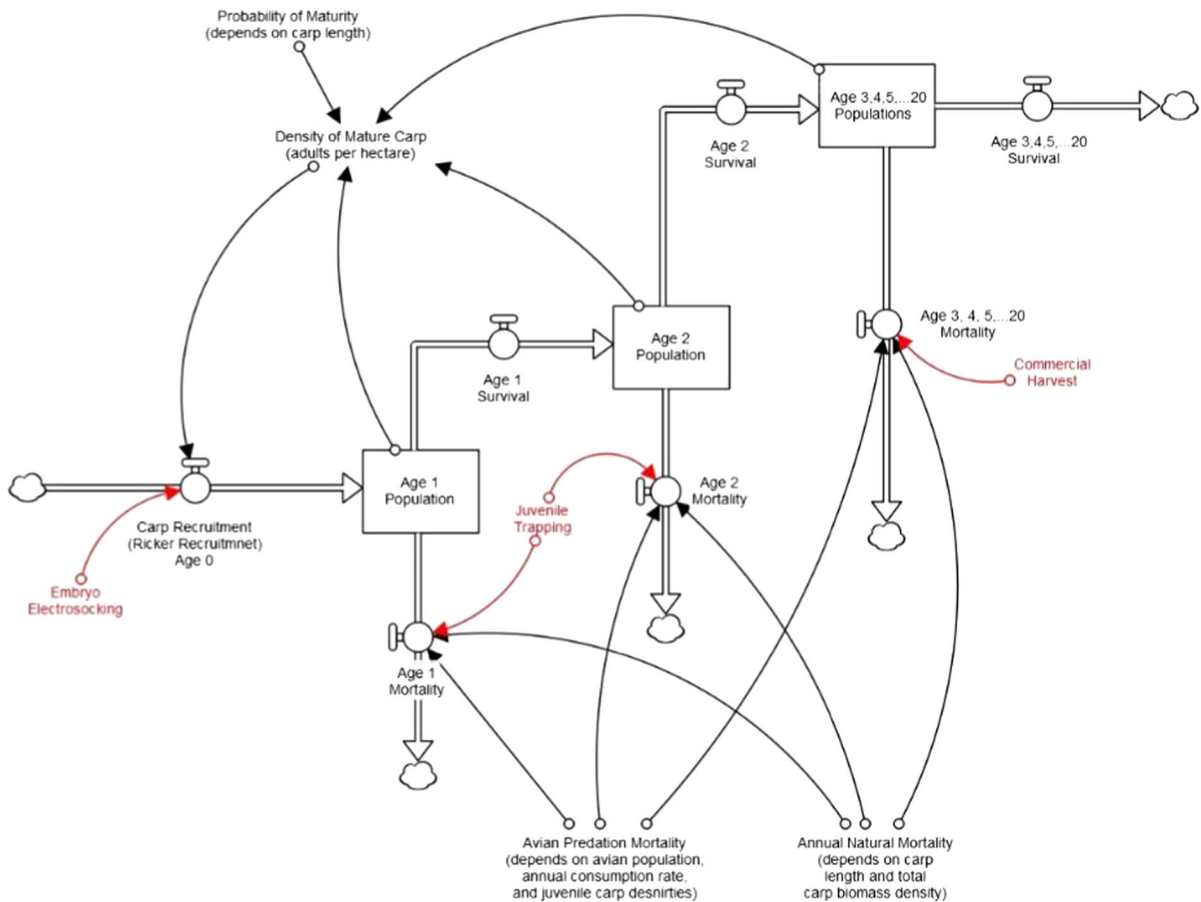 Probability of Maturity
(depends on carp length)
Density of Mature Carp
(adults per hectare)
Age 2
Survival
Age 3,4,5,...20
Populations
Age 3,4,5,...20
Survival
Age 1
Survival
Age 2
Population
Age 3, 4, 5,...20
Mortality
Commercial
Harvest
Age 1
Population
Juvenile
Trapping
Age 2
Mortality
Carp Recruitment
(Ricker Recruitmnet)
Age 0
Embryo
Electrosocking
Age 1
Mortality
Avian Predation Mortality
(depends on avian population,
annual consumption rate,
and juvenile carp desnirties)
Annual Natural Mortality
(depends on carp
length and total
carp biomass density)